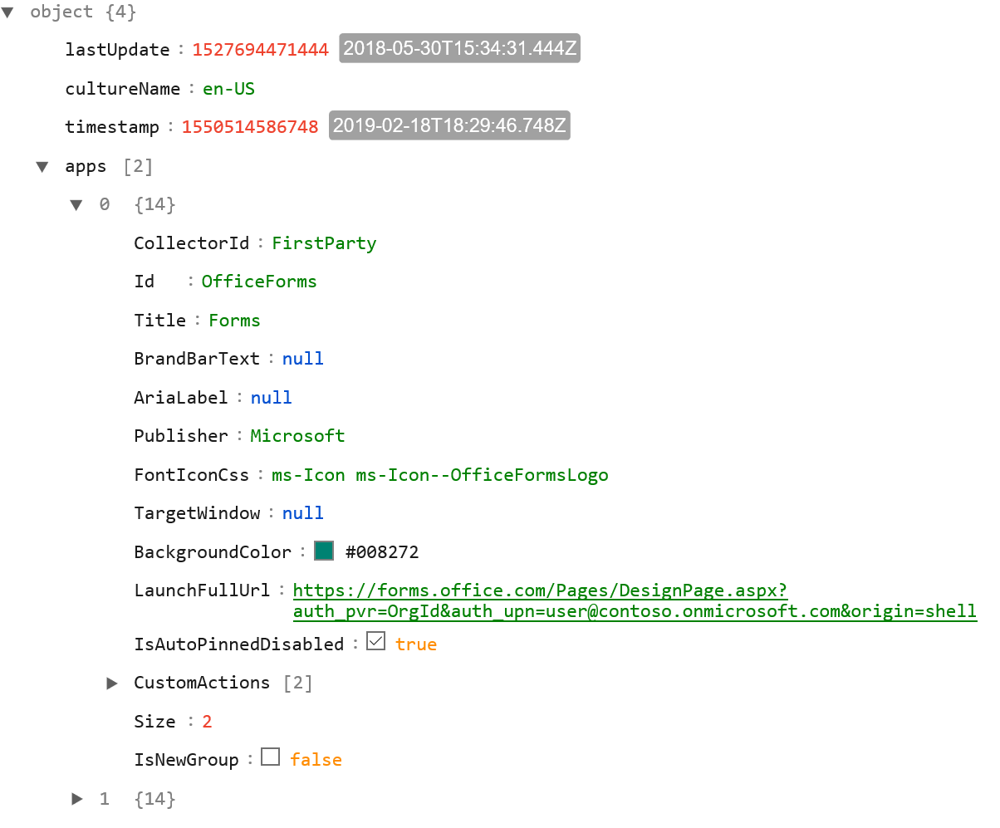 object {4}
lastUpdate : 1527694471444 2018-05-30T15:34:31.444Z
cultureName : en-US
timestamp : 1550514586748 2019-02-18T18:29:46.748Z
apps [2]
0 {14}
CollectorId : FirstParty
Id : OfficeForms
Title : Forms
BrandBarText : null
AriaLabel : null
Publisher : Microsoft
FontIconCss : ms-Icon ms-Icon--OfficeFormsLogo
TargetWindow : null
BackgroundColor : #008272
LaunchFullUrl : https://forms.office.com/Pages/DesignPage.aspx?
auth_pvr=OrgId&auth_upn=user@contoso.onmicrosoft.com&origin=shell
IsAutoPinnedDisabled : true
CustomActions [2]
Size : 2
IsNewGroup : false
1 {14}